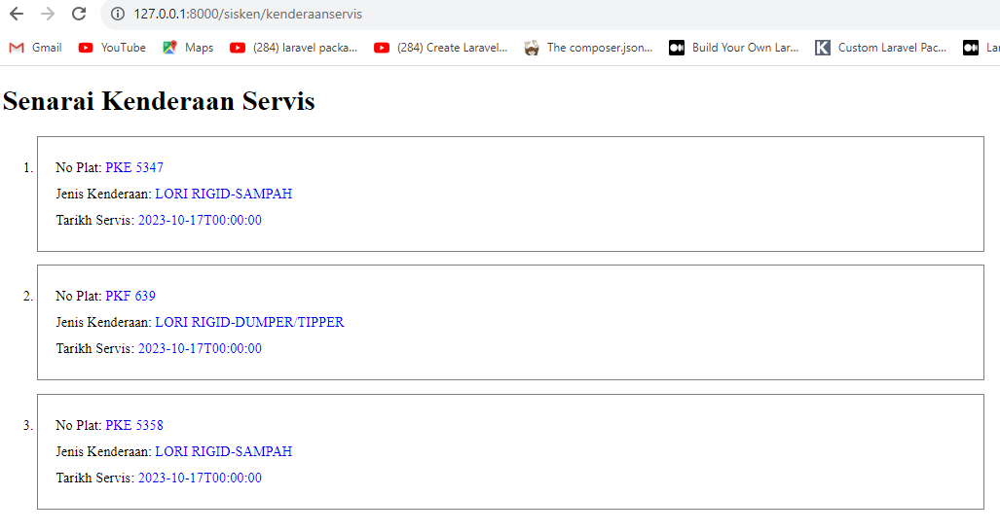 127.0.0.1:8000/sisken/kenderaanservis
Gmail YouTube Maps (284) laravel packa... (284) Create Laravel... The composer.json... Build Your Own Lar... Custom Laravel Pac... Lar
Senarai Kenderaan Servis
1. No Plat: PKE 5347
Jenis Kenderaan: LORI RIGID-SAMPAH
Tarikh Servis: 2023-10-17T00:00:00
2. No Plat: PKF 639
Jenis Kenderaan: LORI RIGID-DUMPER/TIPPER
Tarikh Servis: 2023-10-17T00:00:00
3. No Plat: PKE 5358
Jenis Kenderaan: LORI RIGID-SAMPAH
Tarikh Servis: 2023-10-17T00:00:00